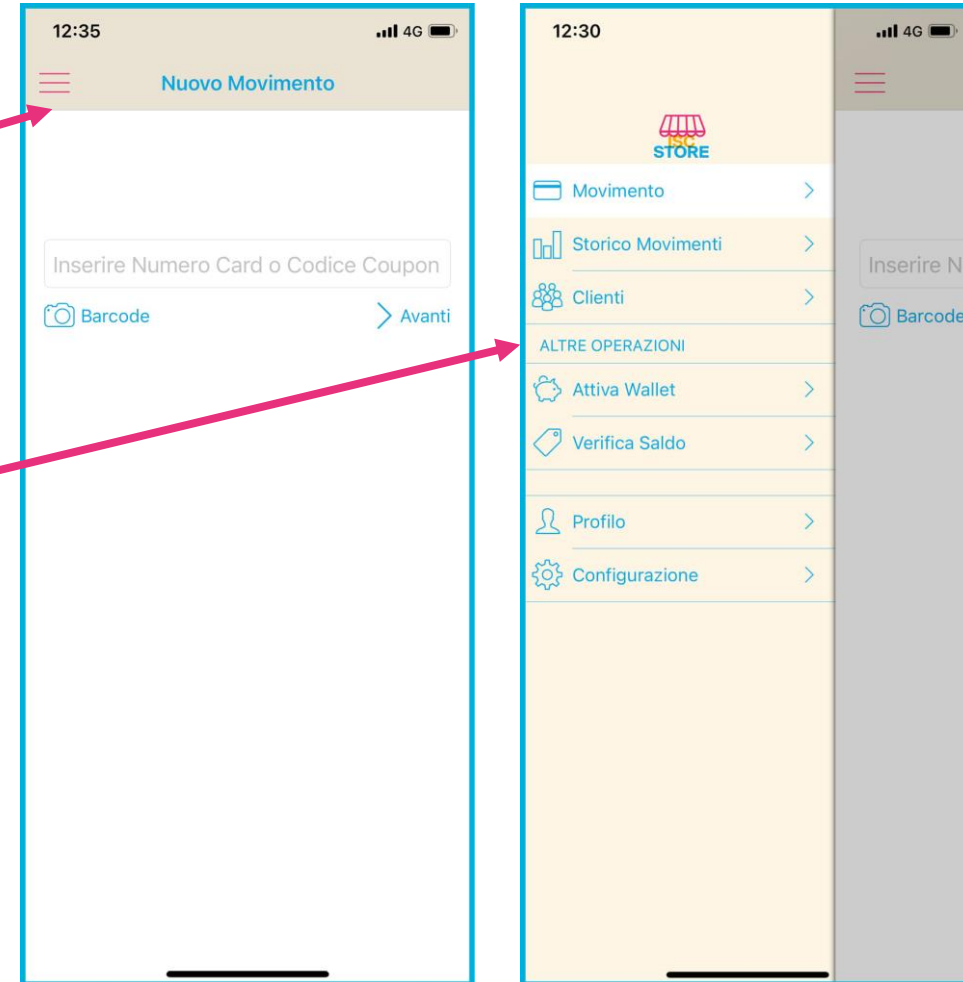 12:35
4G
Nuovo Movimento
Inserire Numero Card o Codice Coupon
Barcode
Avanti
12:30
4G
ISC
STORE
Movimento
Storico Movimenti
Clienti
ALTRE OPERAZIONI
Attiva Wallet
Verifica Saldo
Profilo
Configurazione
Inserire N
Barcode